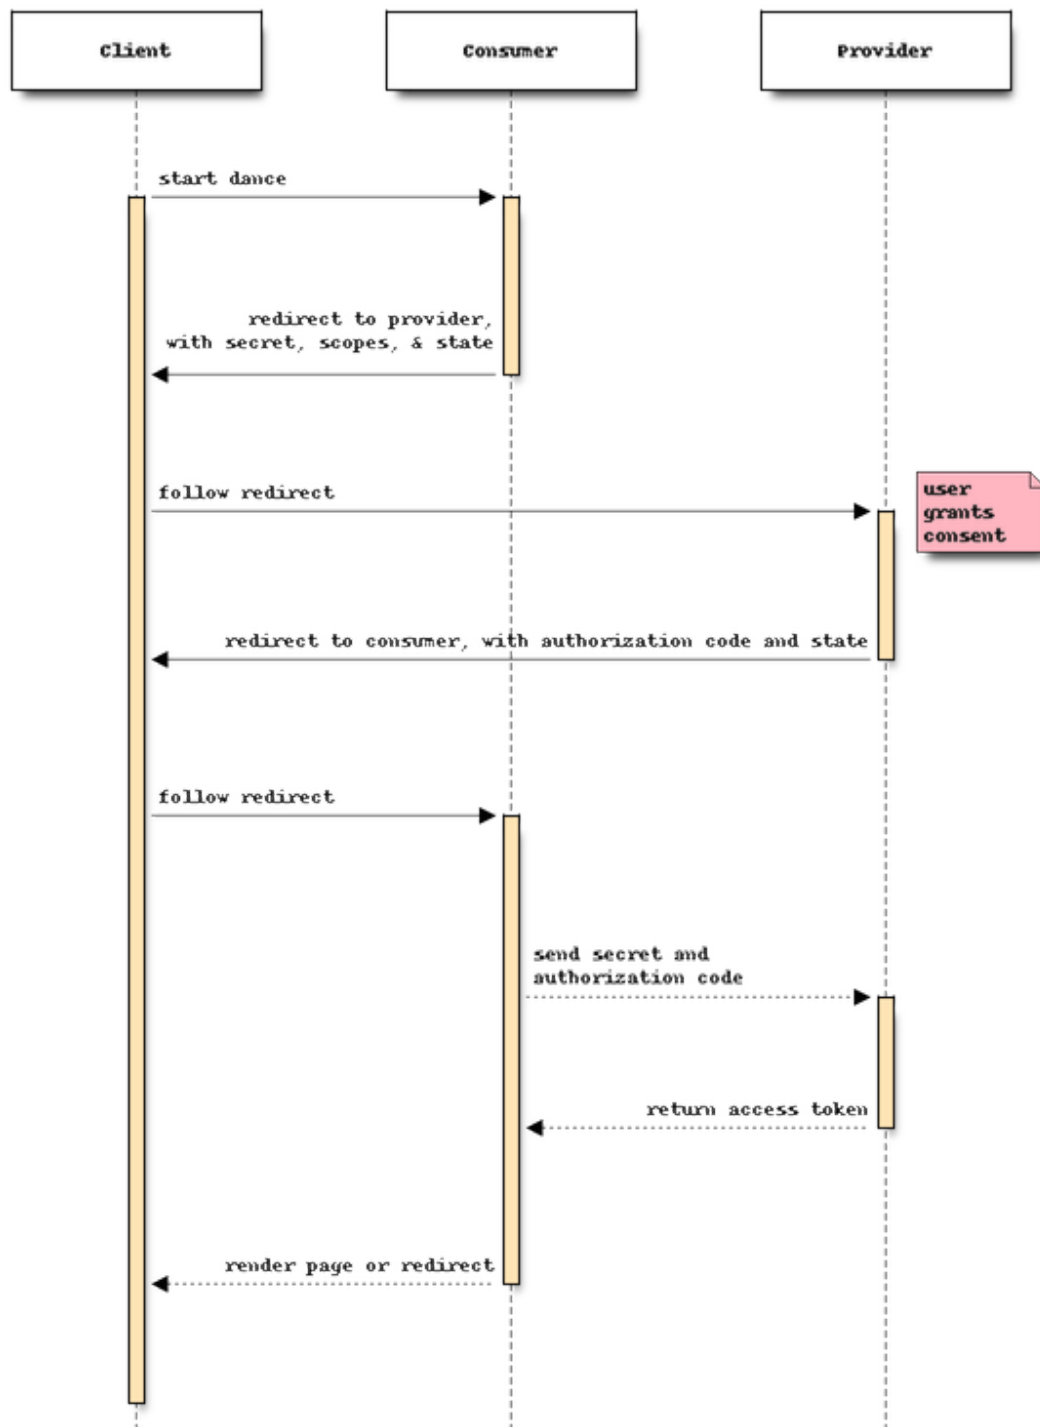 Client
Consumer
Provider
start dance
redirect to provider,
with secret, scopes, & state
follow redirect
user
grants
consent
redirect to consumer, with authorization code and state
follow redirect
send secret and
authorization code
return access token
render page or redirect